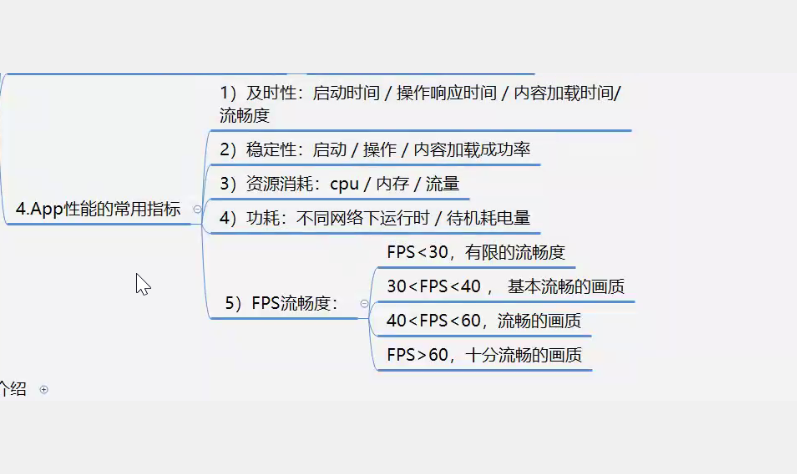 1）及时性：启动时间 / 操作响应时间 / 内容加载时间/
流畅度
2）稳定性：启动 / 操作 / 内容加载成功率
3）资源消耗：cpu / 内存 / 流量
4.App性能的常用指标
4）功耗：不同网络下运行时 / 待机耗电量
FPS<30，有限的流畅度
30<FPS<40 ， 基本流畅的画质
5）FPS流畅度：
40<FPS<60，流畅的画质
FPS>60，十分流畅的画质
介绍